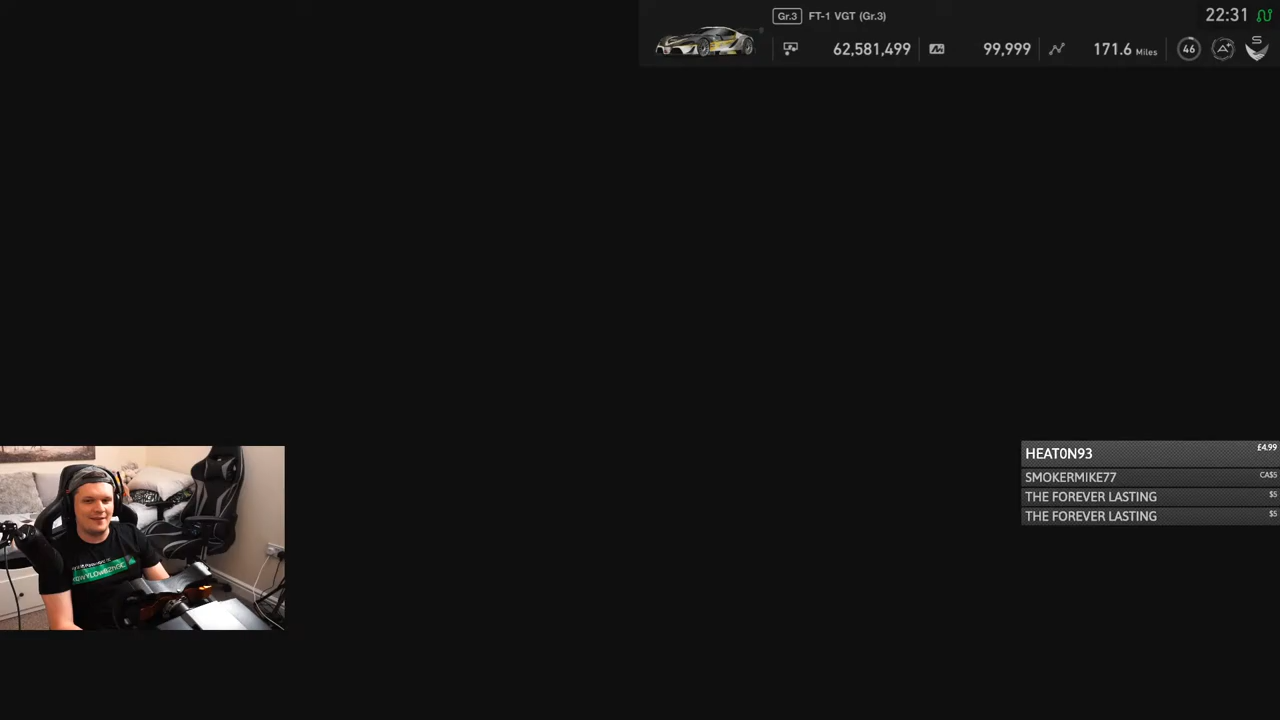 Gr.3 FT-1 VGT (Gr.3)
22:31
62,581,499 99,999 171.6 Miles 46 A+ S
HEAT0N93 £4.99
SMOKERMIKE77 CA$5
THE FOREVER LASTING $5
THE FOREVER LASTING $5